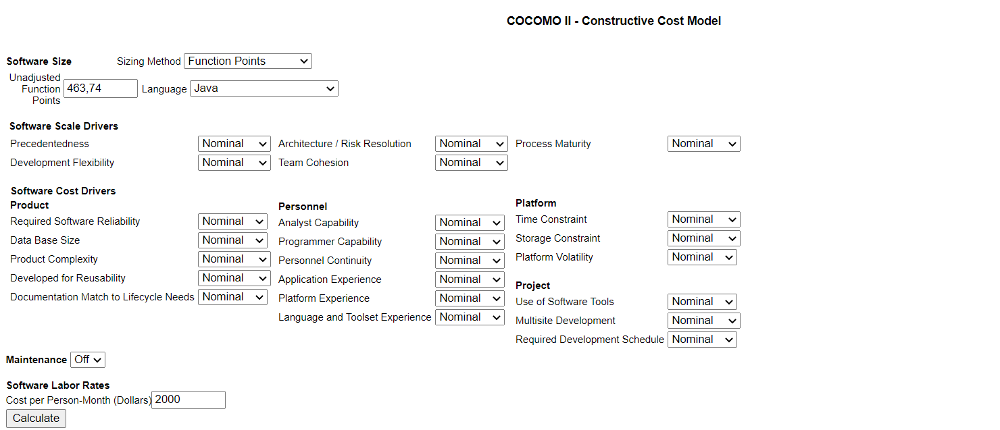 COCOMO II - Constructive Cost Model
Software Size Sizing Method Function Points
Unadjusted
Function
Points 463,74 Language Java
Software Scale Drivers
Precedentedness Nominal Architecture / Risk Resolution Nominal Process Maturity Nominal
Development Flexibility Nominal Team Cohesion Nominal
Software Cost Drivers
Product
Required Software Reliability Nominal
Data Base Size Nominal
Product Complexity Nominal
Developed for Reusability Nominal
Documentation Match to Lifecycle Needs Nominal
Personnel
Analyst Capability Nominal
Programmer Capability Nominal
Personnel Continuity Nominal
Application Experience Nominal
Platform Experience Nominal
Language and Toolset Experience Nominal
Platform
Time Constraint Nominal
Storage Constraint Nominal
Platform Volatility Nominal
Project
Use of Software Tools Nominal
Multisite Development Nominal
Required Development Schedule Nominal
Maintenance Off
Software Labor Rates
Cost per Person-Month (Dollars) 2000
Calculate